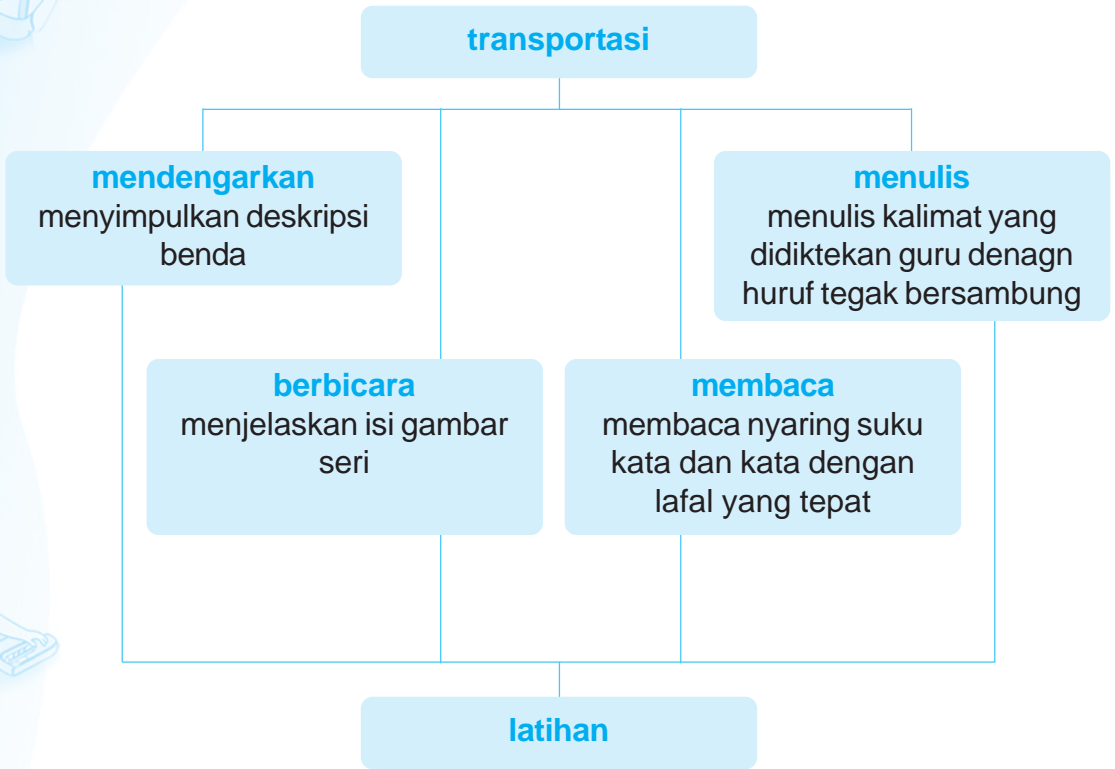 transportasi
mendengarkan
menyimpulkan deskripsi
benda
menulis
menulis kalimat yang
didiktekan guru denagn
huruf tegak bersambung
berbicara
menjelaskan isi gambar
seri
membaca
membaca nyaring suku
kata dan kata dengan
lafal yang tepat
latihan